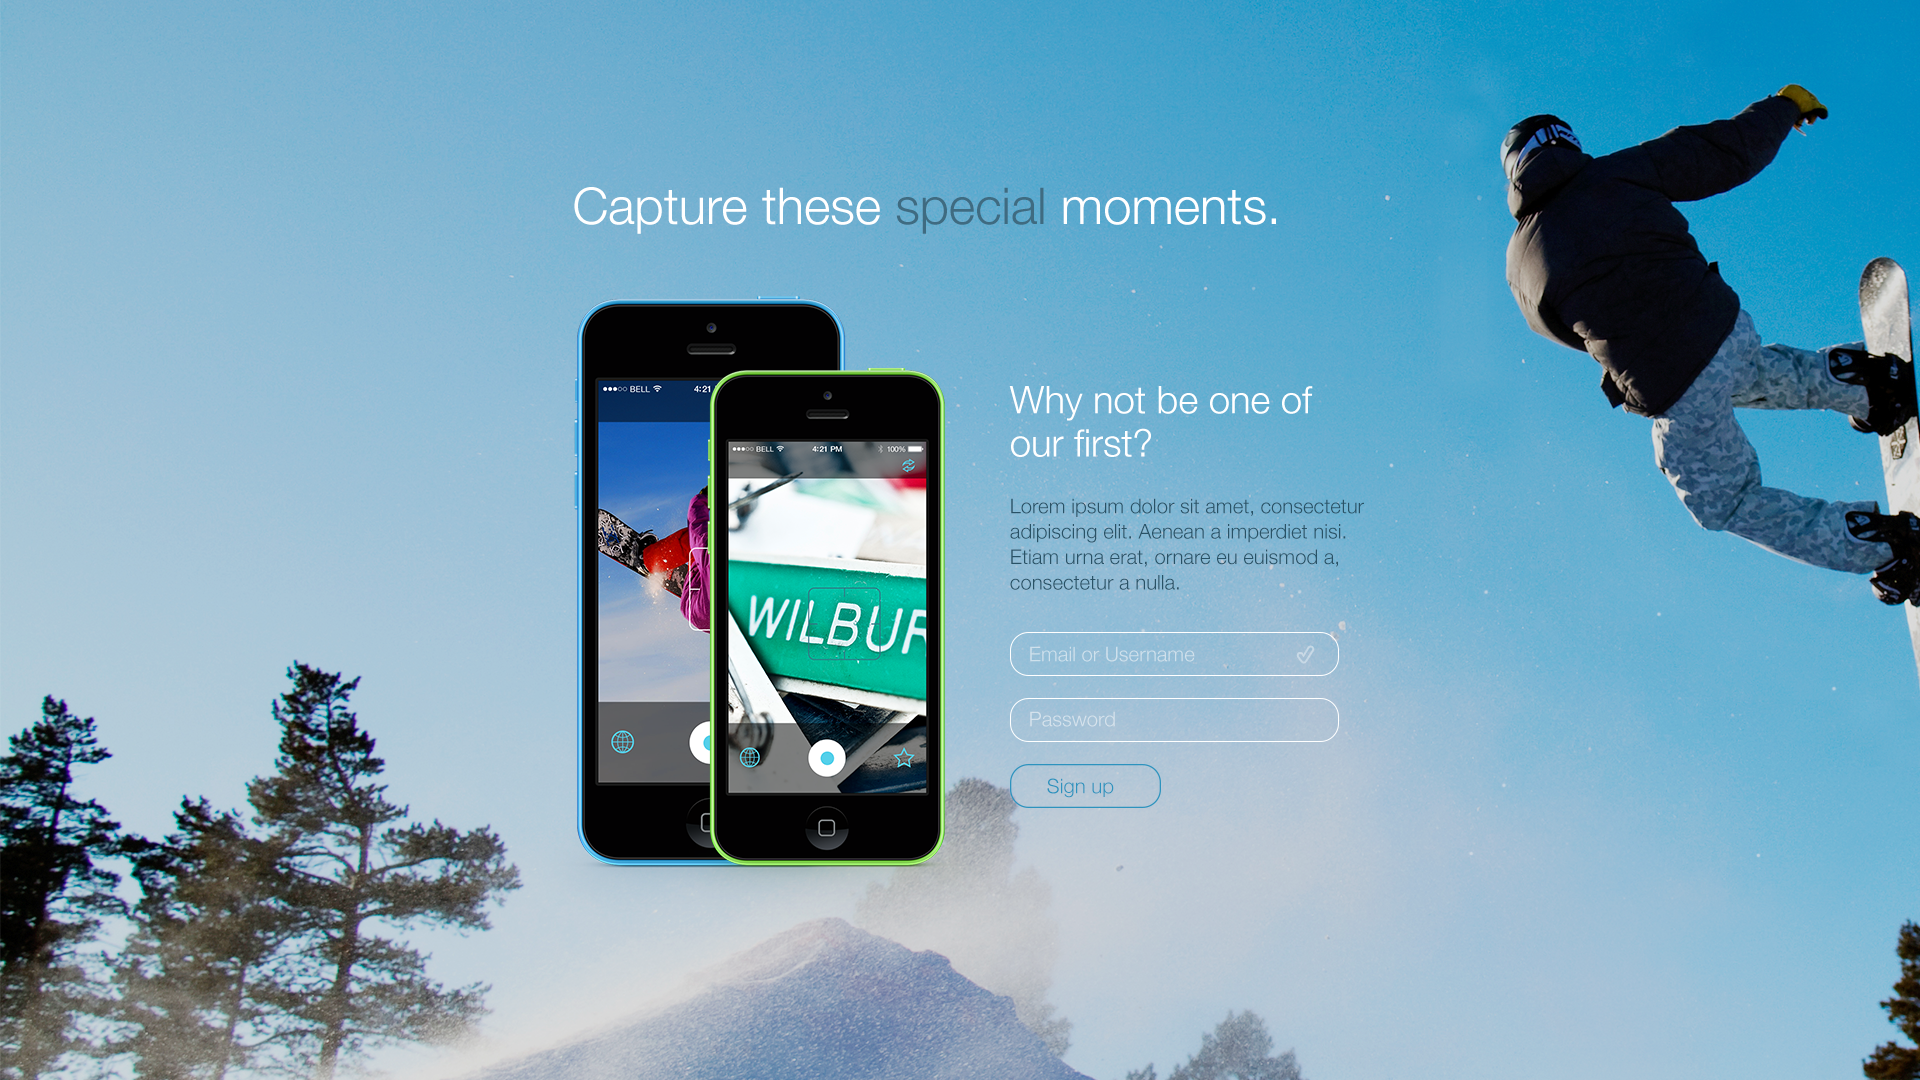 Capture these special moments.
BELL 4:21
BELL 4:21 PM 100%
WILBUR
Why not be one of
our first?
Lorem ipsum dolor sit amet, consectetur
adipiscing elit. Aenean a imperdiet nisi.
Etiam urna erat, ornare eu euismod a,
consectetur a nulla.
Email or Username
Password
Sign up